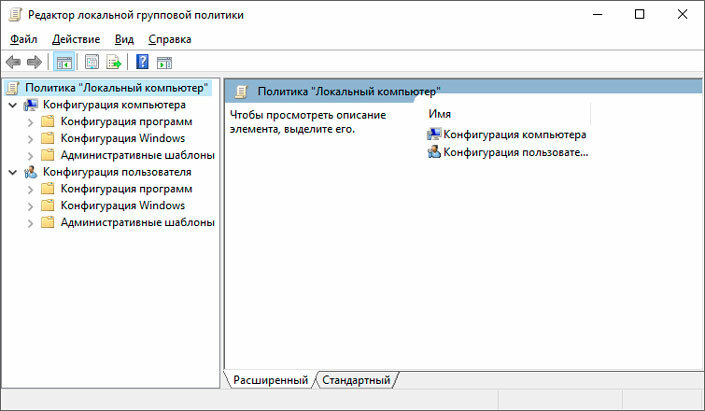 Редактор локальной групповой политики
Файл Действие Вид Справка
Политика "Локальный компьютер"
Конфигурация компьютера
Конфигурация программ
Конфигурация Windows
Административные шаблоны
Конфигурация пользователя
Конфигурация программ
Конфигурация Windows
Административные шаблоны
Политика "Локальный компьютер"
Чтобы просмотреть описание
элемента, выделите его.
Имя
Конфигурация компьютера
Конфигурация пользовате...
Расширенный Стандартный